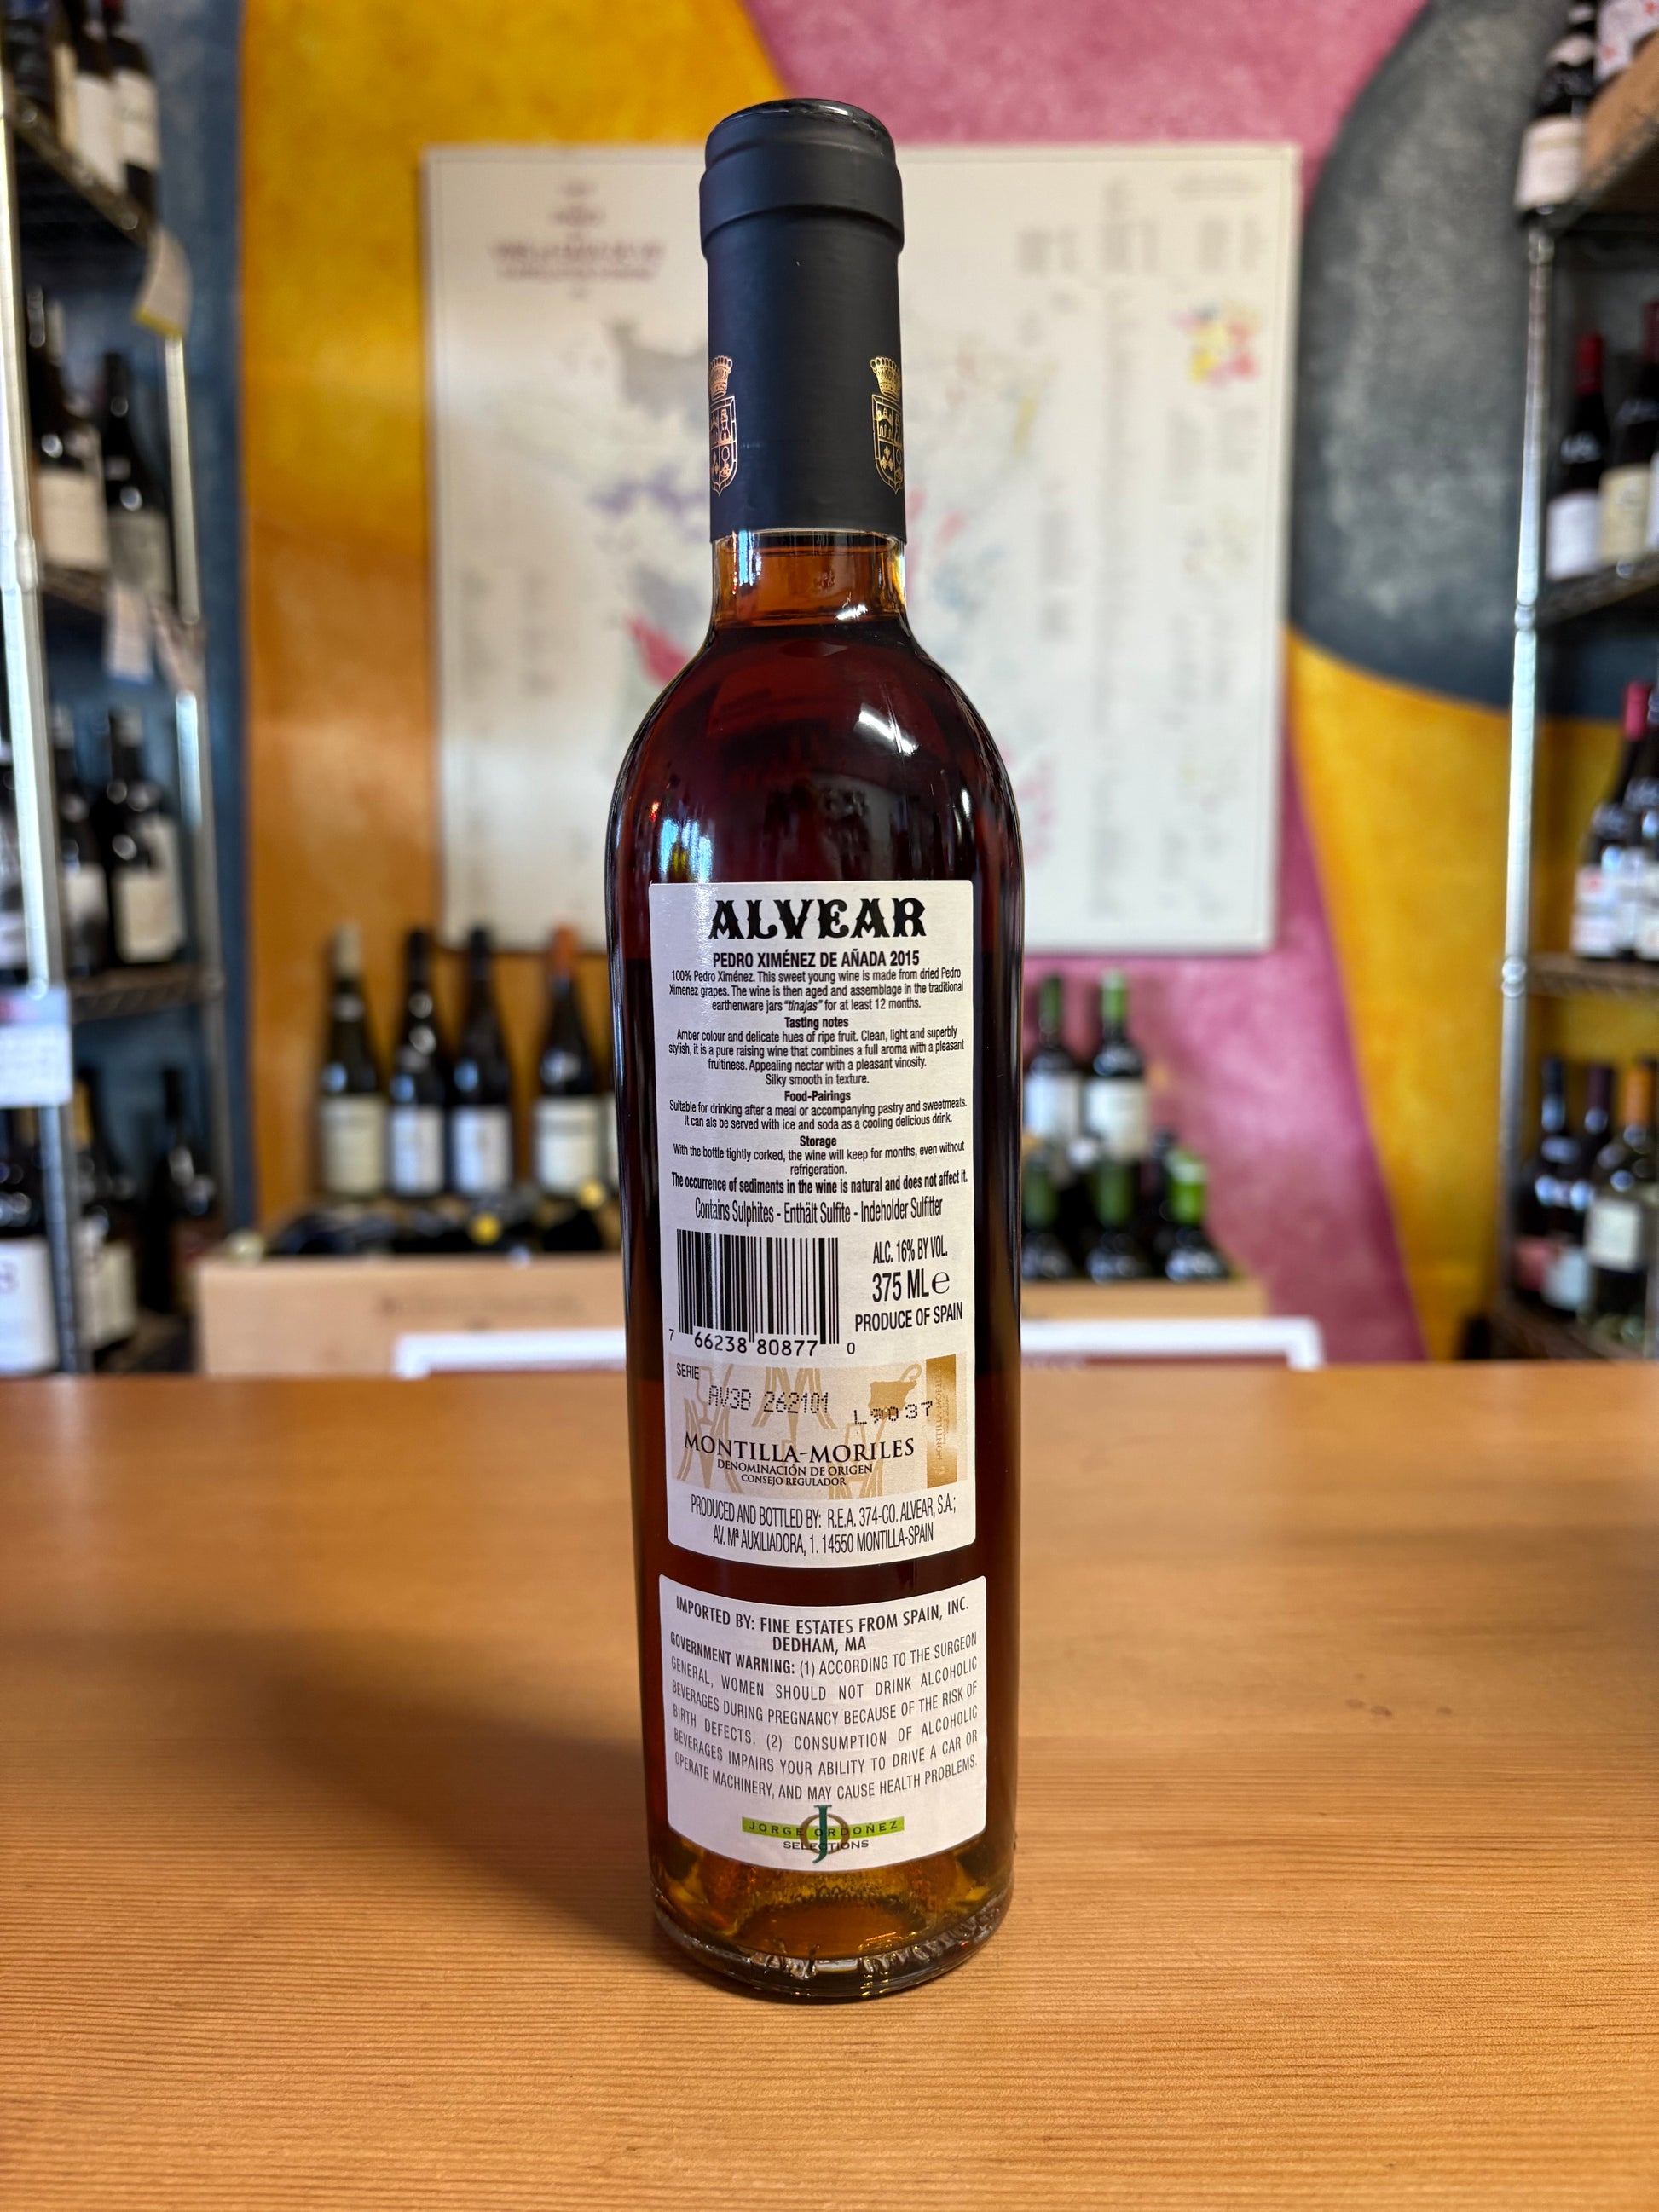 ALVEAR
PEDRO XIMÉNEZ DE AÑADA 2015
100% Pedro Ximénez. This sweet young wine is made from dried Pedro
Ximenez grapes. The wine is then aged and assemblage in the traditional
earthenware jars "tinajas" for at least 12 months.
Tasting notes
Amber colour and delicate hues of ripe fruit. Clean, light and superbly
stylish, it is a pure raising wine that combines a full aroma with a pleasant
fruitiness. Appealing nectar with a pleasant vinosity.
Silky smooth in texture.
Food-Pairings
Suitable for drinking after a meal or accompanying pastry and sweetmeats.
It can als be served with ice and soda as a cooling delicious drink.
Storage
With the bottle tightly corked, the wine will keep for months, even without
refrigeration.
The occurrence of sediments in the wine is natural and does not affect it.
Contains Sulphites - Enthält Sulfite - Indeholder Sulfitter
ALC. 16% BY VOL.
375 ML e
PRODUCE OF SPAIN
7 66238 80877 0
SERIE
AV3B 262101
L9037
MONTILLA-MORILES
DENOMINACIÓN DE ORIGEN
CONSEJO REGULADOR
PRODUCED AND BOTTLED BY: R.E.A. 374-CO. ALVEAR, S.A.;
AV. Mª AUXILIADORA, 1. 14550 MONTILLA-SPAIN
IMPORTED BY: FINE ESTATES FROM SPAIN, INC.
DEDHAM, MA
GOVERNMENT WARNING: (1) ACCORDING TO THE SURGEON
GENERAL, WOMEN SHOULD NOT DRINK ALCOHOLIC
BEVERAGES DURING PREGNANCY BECAUSE OF THE RISK OF
BIRTH DEFECTS. (2) CONSUMPTION OF ALCOHOLIC
BEVERAGES IMPAIRS YOUR ABILITY TO DRIVE A CAR OR
OPERATE MACHINERY, AND MAY CAUSE HEALTH PROBLEMS.
JORGE ORDOÑEZ
SELECTIONS